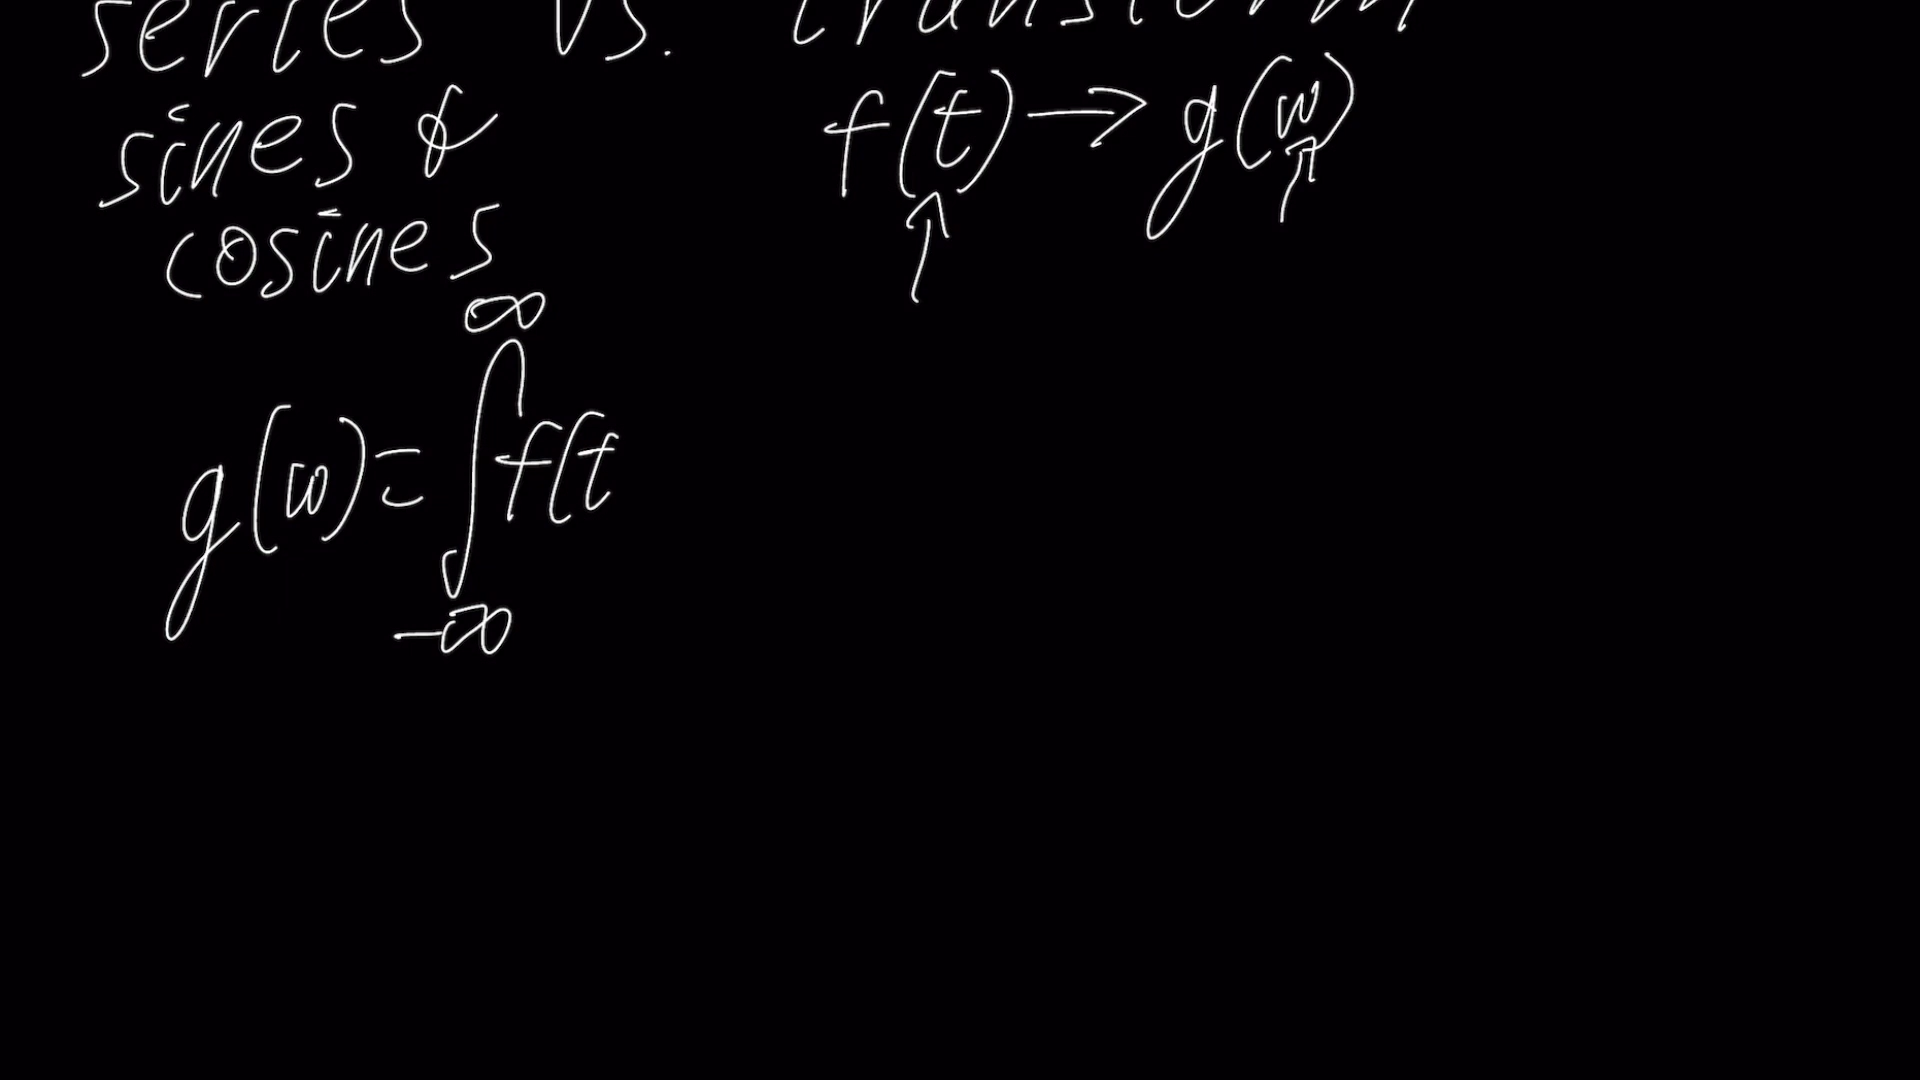 series vs. transform
sines & f(t) → g(w)
cosines
g(w) = ∫_{-∞}^{∞} f(t